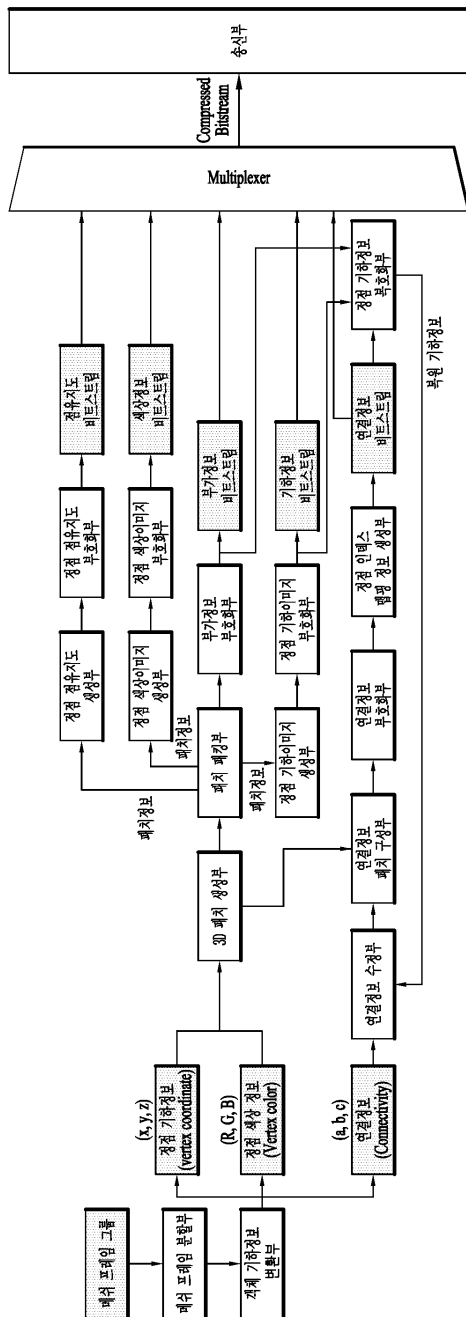 메쉬 프레임 그룹
메쉬 프레임 분할부
객체 기하정보
변환부
(x, y, z)
정점 기하정보
(vertex coordinate)
(R, G, B)
정점 색상 정보
(Vertex color)
(a, b, c)
연결정보
(Connectivity)
3D 패치 생성부
연결정보 수정부
패치정보
패치정보
패치 패킹부
패치정보
연결정보
패치 구성부
정점 점유지도
생성부
정점 색상이미지
생성부
정점 기하이미지
생성부
정점 점유지도
부호화부
정점 색상이미지
부호화부
부가정보
부호화부
정점 기하이미지
부호화부
연결정보
부호화부
정점 인덱스
맵핑 정보 생성부
점유지도
비트스트림
색상정보
비트스트림
부가정보
비트스트림
기하정보
비트스트림
연결정보
비트스트림
정점 기하정보
복호화부
복원 기하정보
Multiplexer
Compressed
Bitstream
송신부